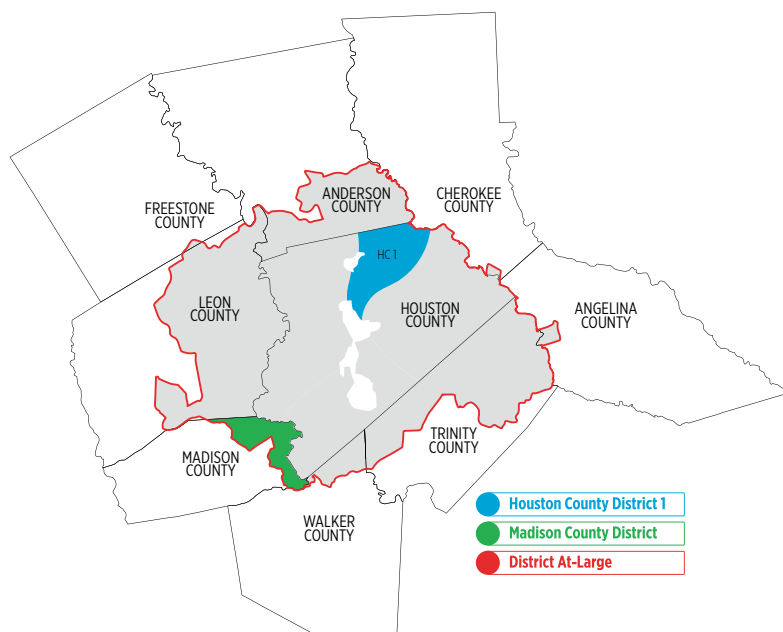 ANDERSON
COUNTY
CHEROKEE
COUNTY
FREESTONE
COUNTY
HC 1
LEON
COUNTY
HOUSTON
COUNTY
ANGELINA
COUNTY
TRINITY
COUNTY
MADISON
COUNTY
WALKER
COUNTY
Houston County District 1
Madison County District
District At-Large